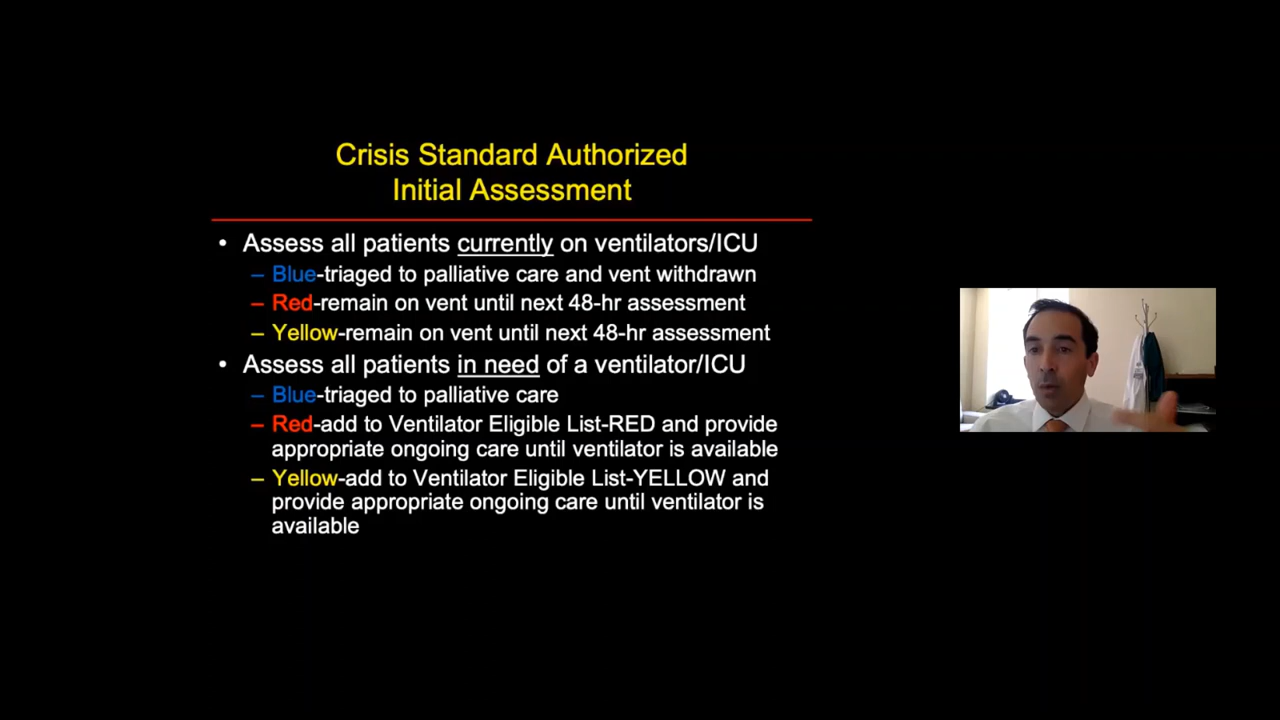 Crisis Standard Authorized
Initial Assessment
• Assess all patients currently on ventilators/ICU
– Blue-triaged to palliative care and vent withdrawn
– Red-remain on vent until next 48-hr assessment
– Yellow-remain on vent until next 48-hr assessment
• Assess all patients in need of a ventilator/ICU
– Blue-triaged to palliative care
– Red-add to Ventilator Eligible List-RED and provide
appropriate ongoing care until ventilator is available
– Yellow-add to Ventilator Eligible List-YELLOW and
provide appropriate ongoing care until ventilator is
available